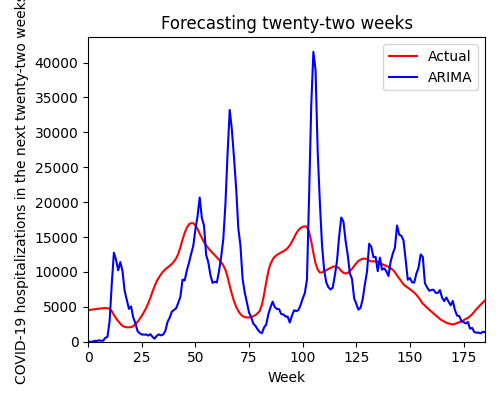 Forecasting twenty-two weeks
COVID-19 hospitalizations in the next twenty-two weeks
Actual
ARIMA
40000
35000
30000
25000
20000
15000
10000
5000
0
0 25 50 75 100 125 150 175
Week